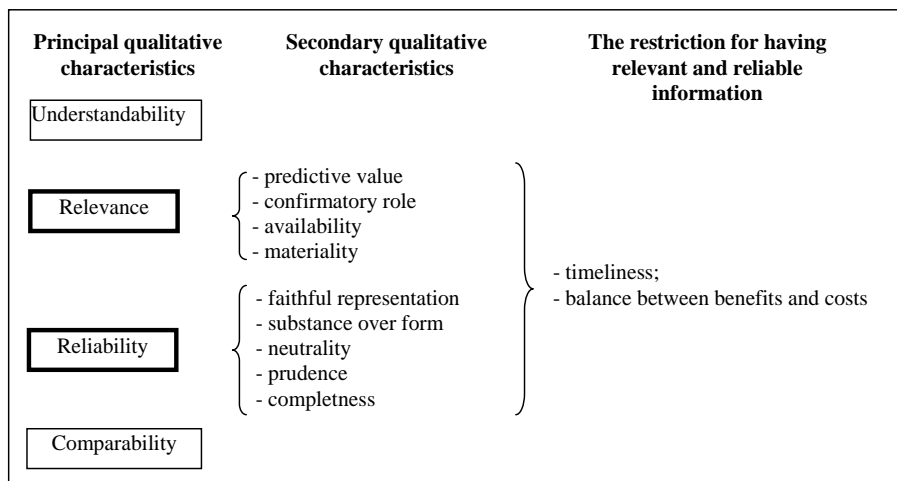 Principal qualitative
characteristics
Secondary qualitative
characteristics
The restriction for having
relevant and reliable
information
Understandability
Relevance
- predictive value
- confirmatory role
- availability
- materiality
Reliability
- faithful representation
- substance over form
- neutrality
- prudence
- completness
- timeliness;
- balance between benefits and costs
Comparability